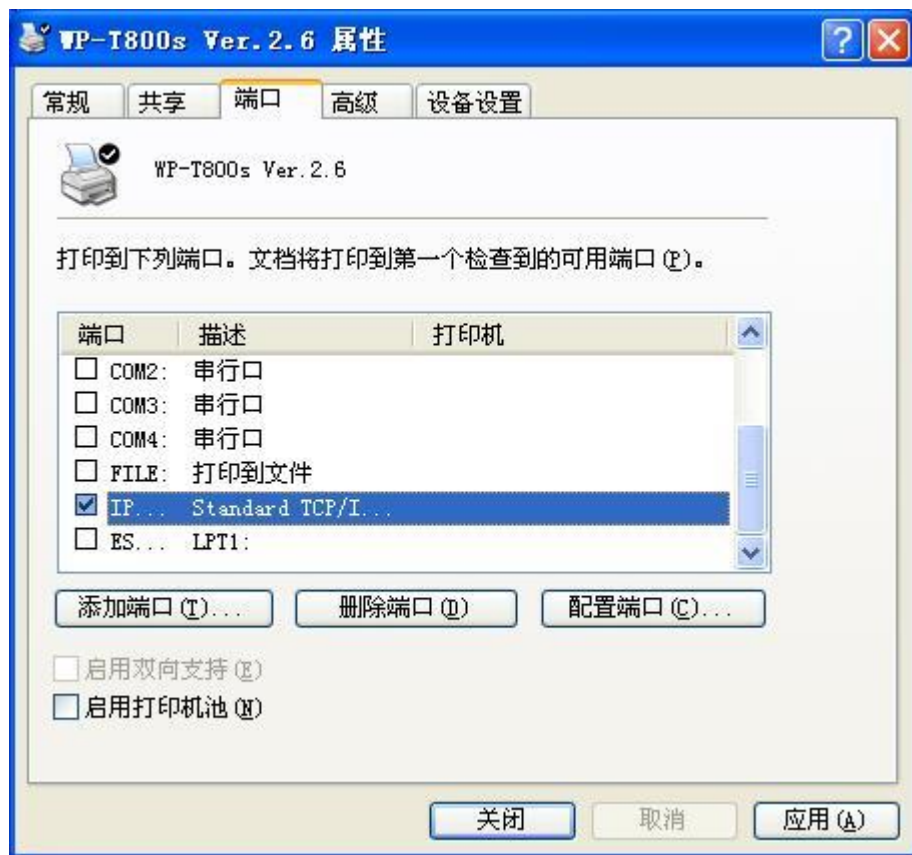 WP-T800s Ver.2.6 属性
常规 共享 端口 高级 设备设置
WP-T800s Ver.2.6
打印到下列端口。文档将打印到第一个检查到的可用端口(P)。
端口 描述 打印机
COM2: 串行口
COM3: 串行口
COM4: 串行口
FILE: 打印到文件
IP... Standard TCP/I...
ES... LPT1:
添加端口(T)... 删除端口(D) 配置端口(C)...
启用双向支持(E)
启用打印机池(N)
关闭 取消 应用(A)